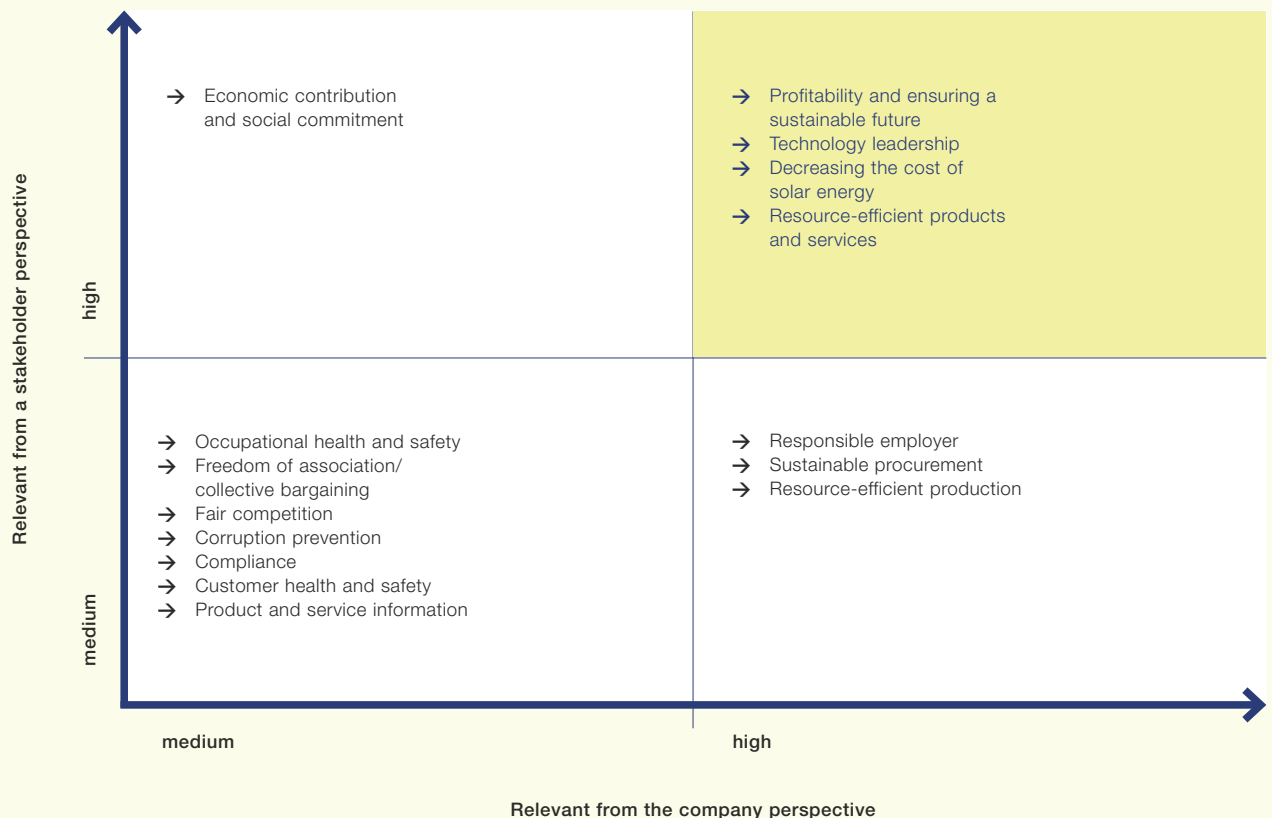 Relevant from a stakeholder perspective
high
medium
→ Economic contribution
and social commitment
→ Profitability and ensuring a
sustainable future
→ Technology leadership
→ Decreasing the cost of
solar energy
→ Resource-efficient products
and services
→ Occupational health and safety
→ Freedom of association/
collective bargaining
→ Fair competition
→ Corruption prevention
→ Compliance
→ Customer health and safety
→ Product and service information
→ Responsible employer
→ Sustainable procurement
→ Resource-efficient production
medium
high
Relevant from the company perspective